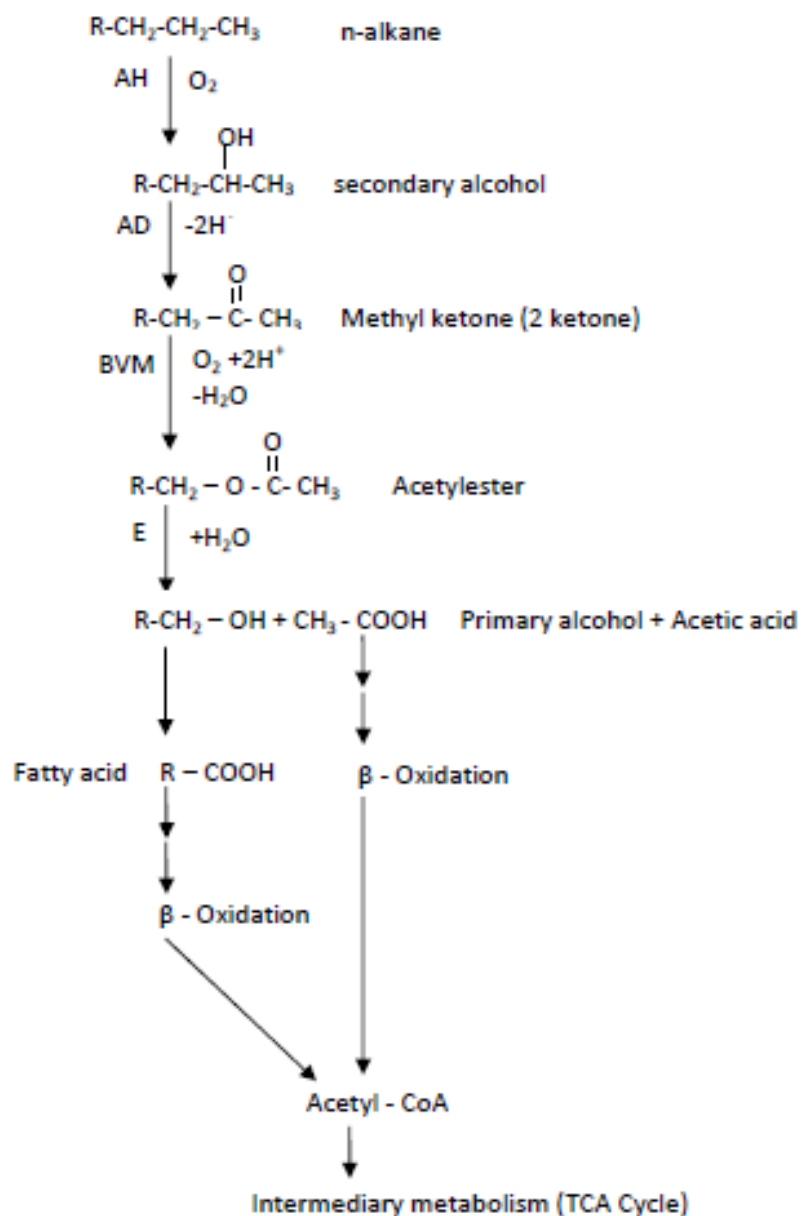 R-CH₂-CH₂-CH₃ n-alkane
AH O₂
OH
R-CH₂-CH-CH₃ secondary alcohol
AD -2H⁻
O
R-CH₂ – C- CH₃ Methyl ketone (2 ketone)
BVM O₂ +2H⁺
-H₂O
O
R-CH₂ – O - C- CH₃ Acetylester
E +H₂O
R-CH₂ – OH + CH₃ - COOH Primary alcohol + Acetic acid
Fatty acid R – COOH β - Oxidation
β - Oxidation
Acetyl - CoA
Intermediary metabolism (TCA Cycle)